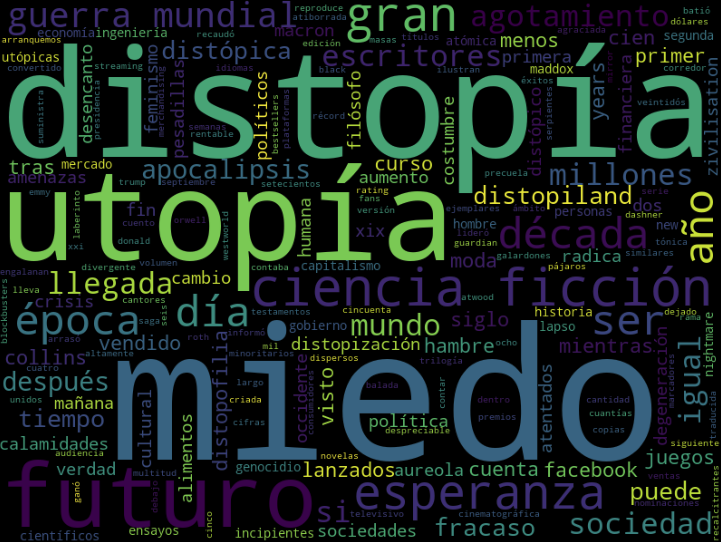 guerra mundial
gran
agotamiento
reproduce
atiborrada
batió
dólares
economía
ingeniería
macron
edición
masas
títulos
atómica
agraciada
arranquemos
recaudó
utópicas
convertido
streaming
distópica
escritores
menos
cien
segunda
primera
primer
idiomas
black
ilustran
éxitos
maddox
corredor
distopía
suministra
desencanto
presidencia
feminismo
merchandising
pesadillas
semanas
políticos
bestsellers
plataformas
récord
filósofo
costumbre
serpientes
distópico
years
financiera
veintidós
zivilisation
tras
mercado
apocalipsis
curso
millones
amenazas
aumento
precuela
setecientos
rating
fans
versión
distopiland
dos
serie
año
emmy
trump
septiembre
fin
cuento
orwell
laberinto
xxi
donald
westworld
humana
xix
hombre
lideró
guardian
ejemplares
ámbito
personas
new
dashner
tónica
similares
utopía
década
moda
radica
galardones
dejado
pájaros
divergente
volumen
contaba
capitalismo
engalanan
lleva
cantores
llegada
cambio
ciencia ficción
crisis
blockbusters
saga
seis
testamentos
cincuenta
atwood
historia
rama
época
día
gobierno
mundo
siglo
lapso
ser
arrasó
roth
informó
mil
minoritarios
collins
vendido
distopización
hambre
mientras
igual
nightmare
altamente
cuatro
distopofilia
occidente
dispersos
ocho
trilogía
después
unidos
largo
criada
visto
balada
dentro
cantidad
marcadores
degeneración
tiempo
mañana
cultural
cifras
consumidores
contar
premios
cuantías
copias
siguiente
traducida
miedo
política
atentados
calamidades
audiencia
verdad
alimentos
genocidio
novelas
despreciable
ventas
juegos
lanzados
aureola
cuenta
facebook
ganó
multitud
debajo
futuro
si
televisivo
esperanza
puede
nominaciones
recalcitrantes
científicos
ensayos
cinco
incipientes
sociedades
cinematográfica
fracaso
sociedad